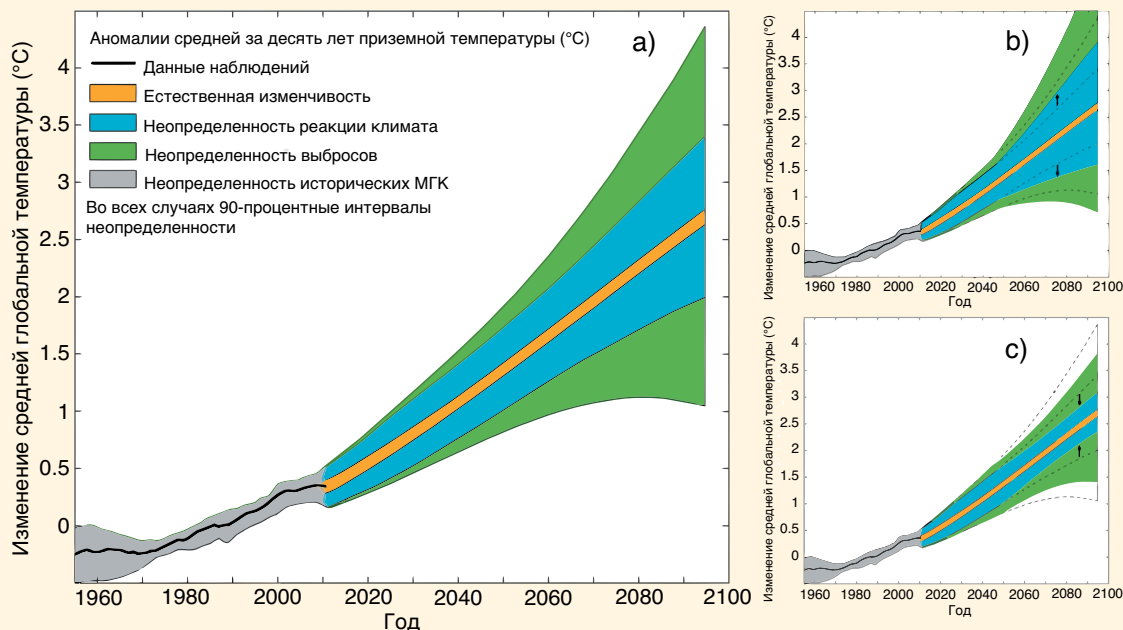 Изменение средней глобальной температуры (°C)
Аномалии средней за десять лет приземной температуры (°C)
a)
Данные наблюдений
Естественная изменчивость
Неопределенность реакции климата
Неопределенность выбросов
Неопределенность исторических МГК
Во всех случаях 90-процентные интервалы
неопределенности
4
3.5
3
2.5
2
1.5
1
0.5
0
1960 1980 2000 2020 2040 2060 2080 2100
Год
Изменение средней глобальной температуры (°C)
b)
4.5
4
3.5
3
2.5
2
1.5
1
0.5
0
1960 1980 2000 2020 2040 2060 2080 2100
Год
Изменение средней глобальной температуры (°C)
c)
4.5
4
3.5
3
2.5
2
1.5
1
0.5
0
1960 1980 2000 2020 2040 2060 2080 2100
Год